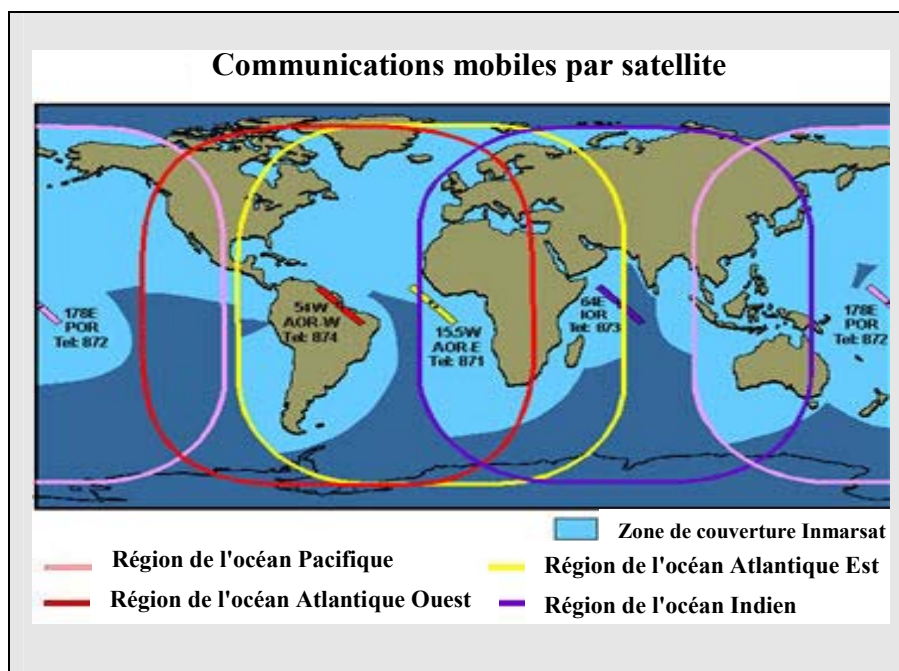 Communications mobiles par satellite
178E
POR
Tel: 872
54W
AOR-W
Tel: 874
15.5W
AOR-E
Tel: 871
64E
IOR
Tel: 873
178E
POR
Tel: 872
Zone de couverture Inmarsat
Région de l'océan Pacifique
Région de l'océan Atlantique Est
Région de l'océan Atlantique Ouest
Région de l'océan Indien